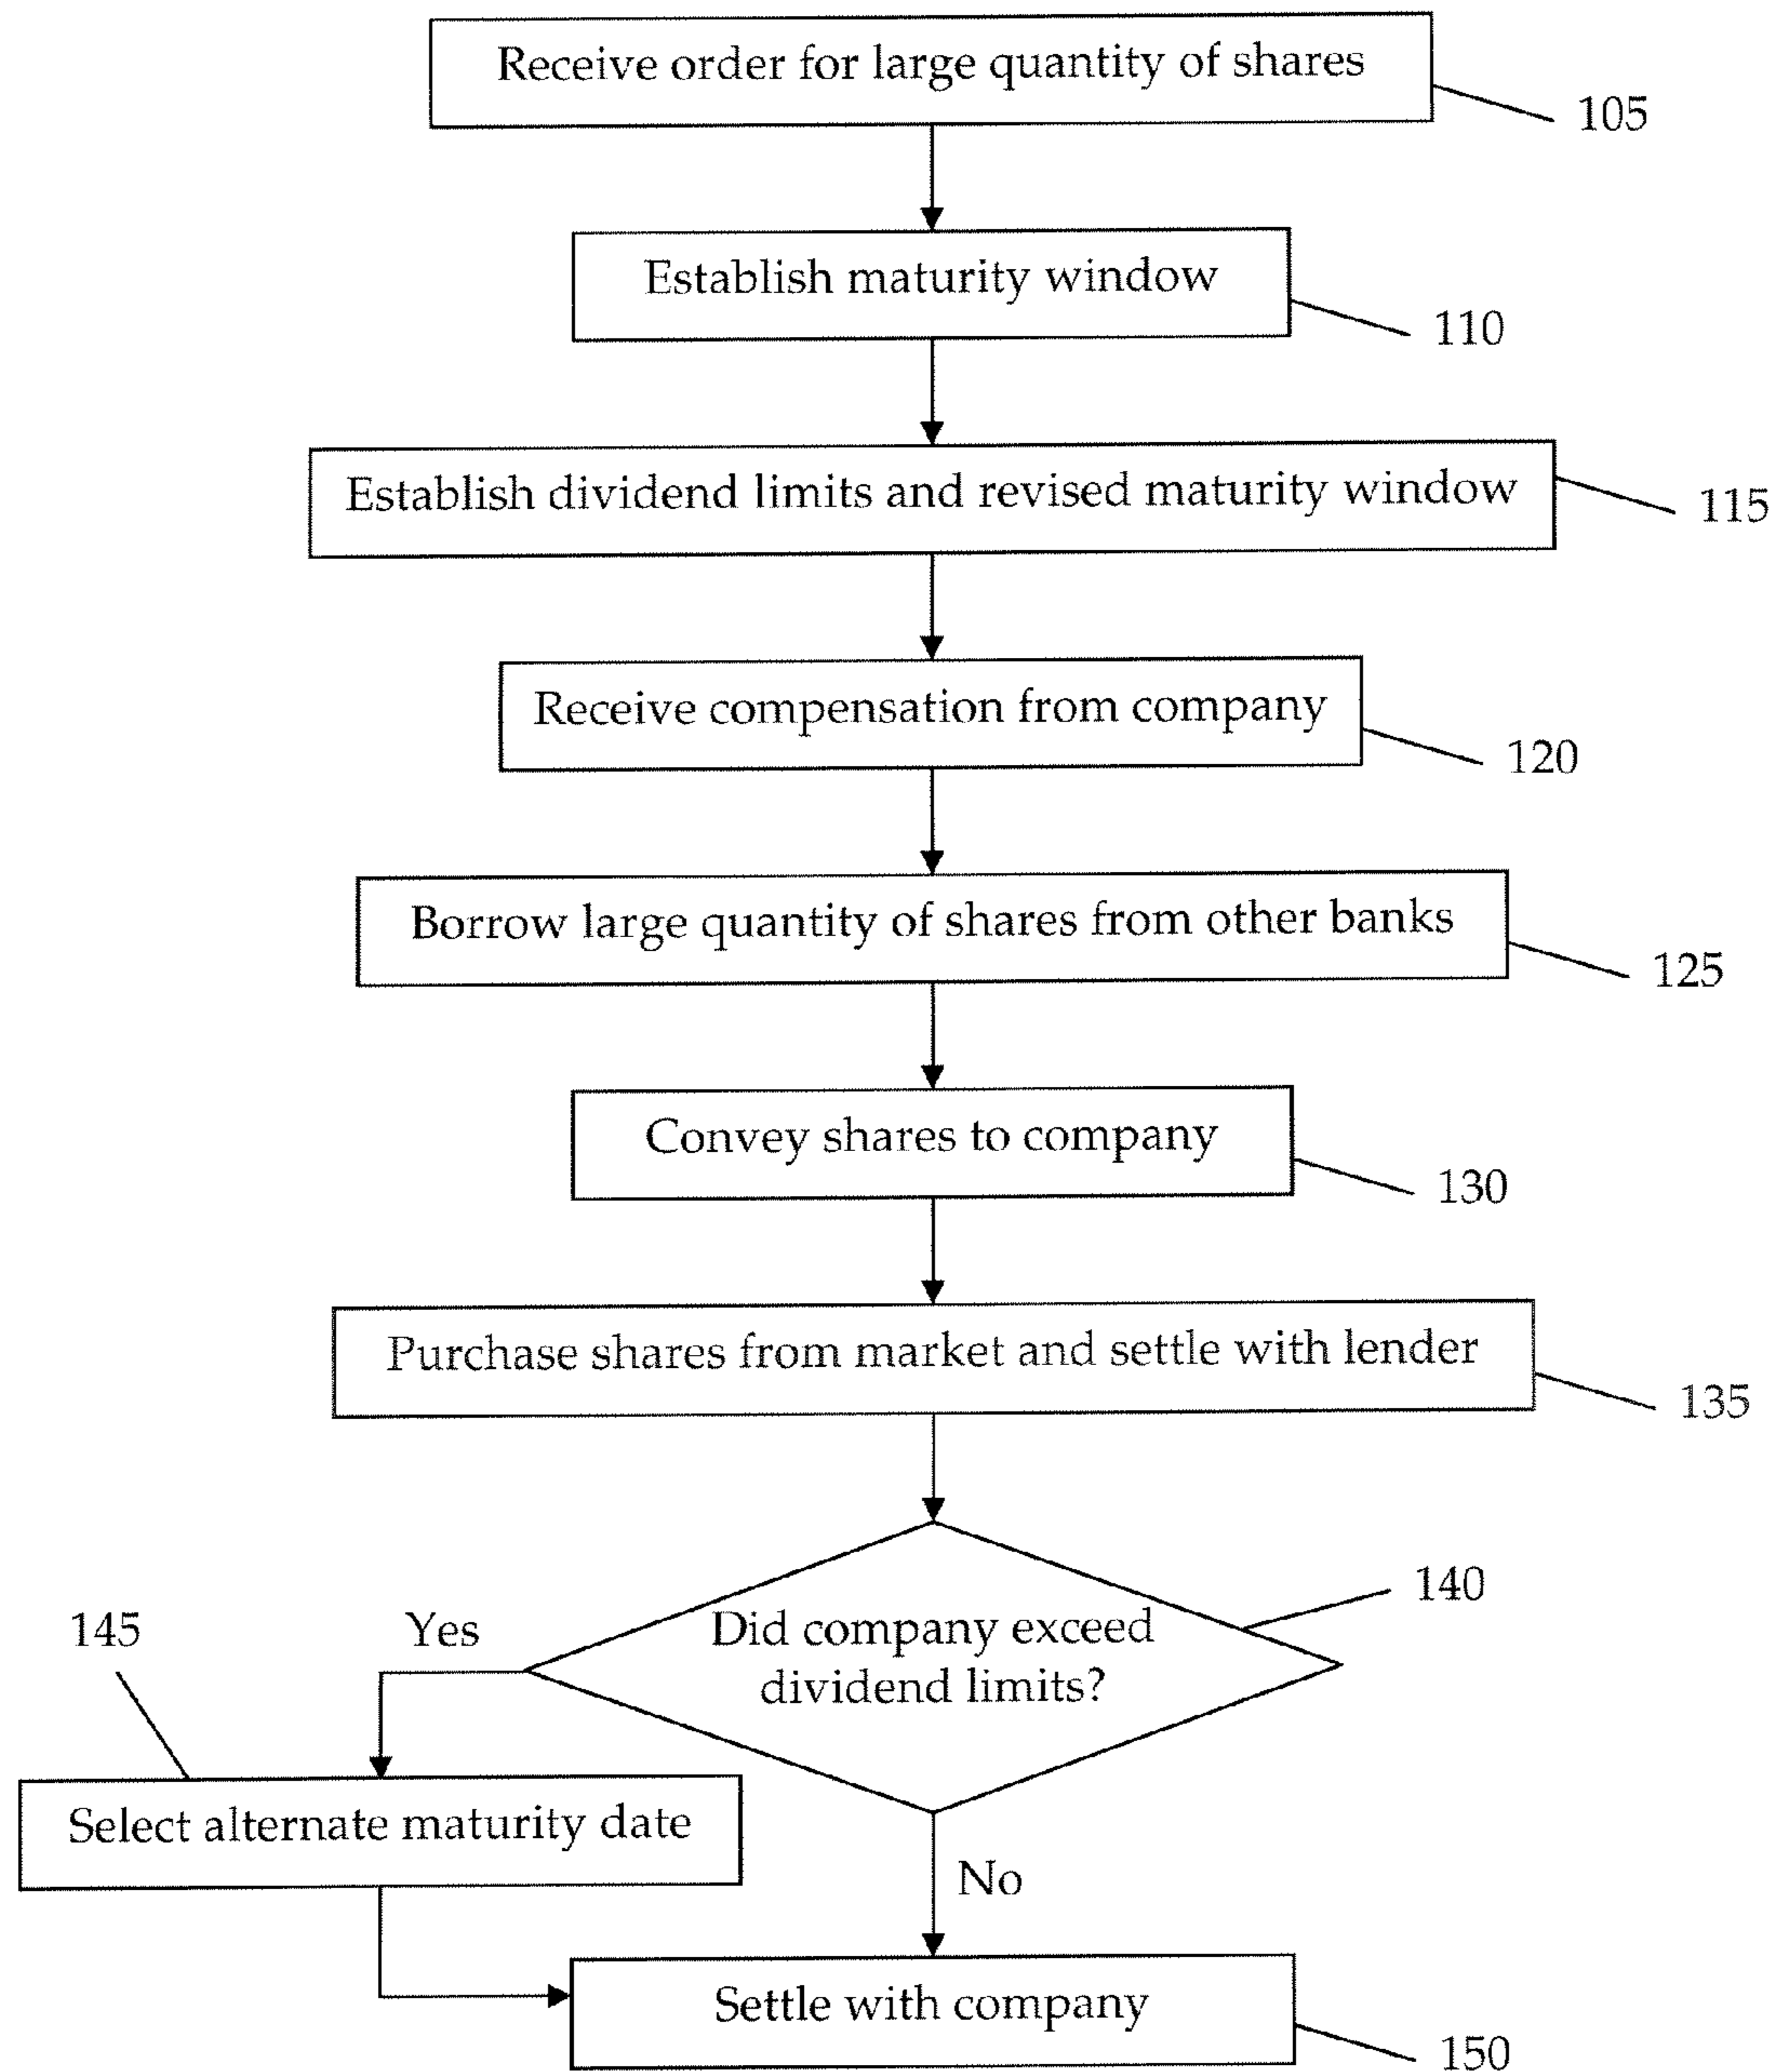 Receive order for large quantity of shares
105
Establish maturity window
110
Establish dividend limits and revised maturity window
115
Receive compensation from company
120
Borrow large quantity of shares from other banks
125
Convey shares to company
130
Purchase shares from market and settle with lender
135
140
Did company exceed
dividend limits?
Yes
145
Select alternate maturity date
No
Settle with company
150